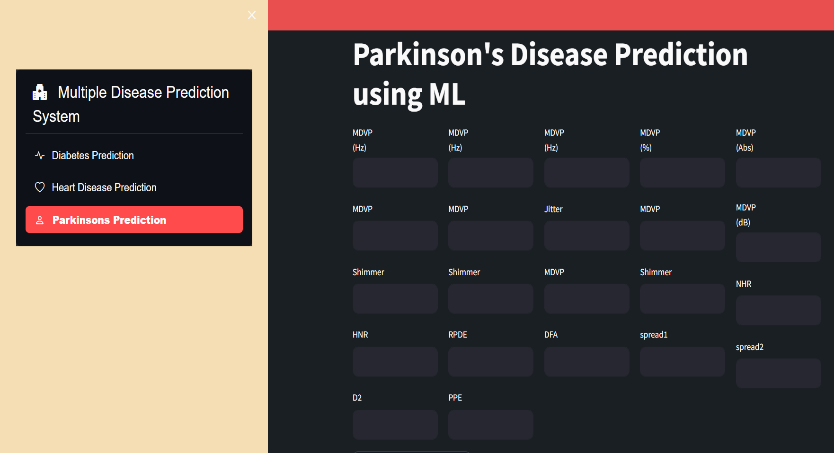 Multiple Disease Prediction
System
Diabetes Prediction
Heart Disease Prediction
Parkinsons Prediction
Parkinson's Disease Prediction
using ML
MDVP MDVP MDVP MDVP MDVP
(Hz) (Hz) (Hz) (%) (Abs)
MDVP MDVP Jitter MDVP MDVP
(dB)
Shimmer Shimmer MDVP Shimmer NHR
HNR RPDE DFA spread1 spread2
D2 PPE